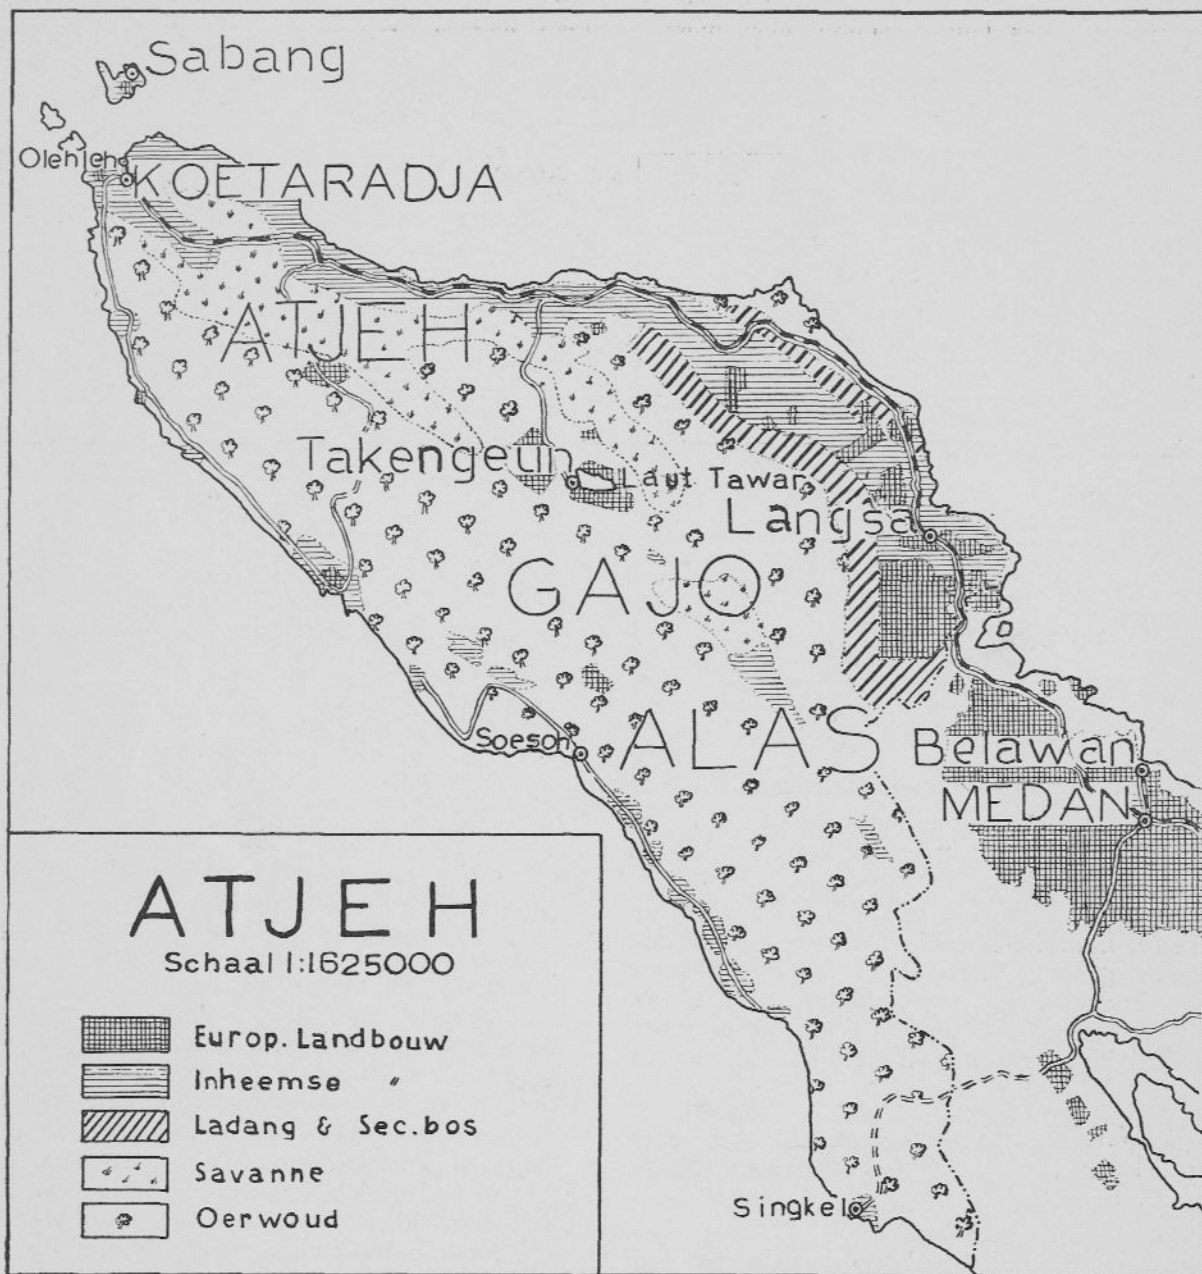 Sabang
Olehleh
KOETARADJA
ATJEH
Takengeun
Laut Tawar
Langsa
GAJO
ALAS
Soesoh
Belawan
MEDAN
Singkel
ATJEH
Schaal 1:1625000
Europ. Landbouw
Inheemse "
Ladang & Sec. bos
Savanne
Oerwoud